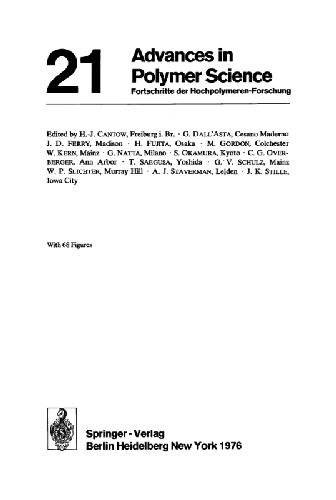 21
Advances in
Polymer Science
Fortschritte der Hochpolymeren-Forschung
Edited by H.-J. CANTOW, Freiburg i. Br. · G. DALL'ASTA, Cesano Maderno
J. D. FERRY, Madison · H. FUJITA, Osaka · M. GORDON, Colchester
W. KERN, Mainz · G. NATTA, Milano · S. OKAMURA, Kyoto · C. G. OVER-
BERGER, Ann Arbor · T. SAEGUSA, Yoshida · G. V. SCHULZ, Mainz
W. P. SLICHTER, Murray Hill · A. J. STAVERMAN, Leiden · J. K. STILLE,
Iowa City
With 68 Figures
Springer-Verlag
Berlin Heidelberg New York 1976